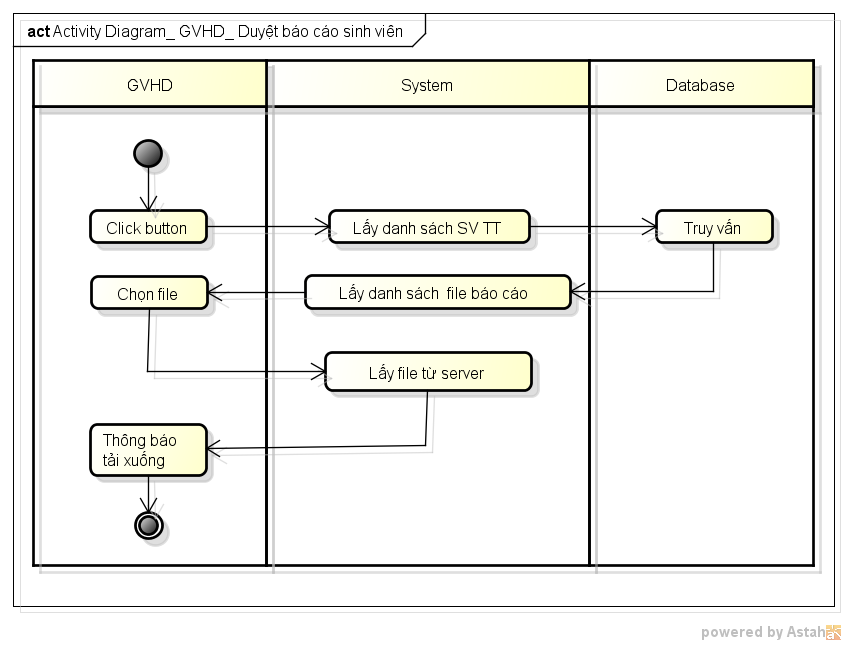 act Activity Diagram_ GVHD_ Duyệt báo cáo sinh viên
GVHD
System
Database
Click button
Lấy danh sách SV TT
Truy vấn
Chọn file
Lấy danh sách file báo cáo
Lấy file từ server
Thông báo
tải xuống
powered by Astah